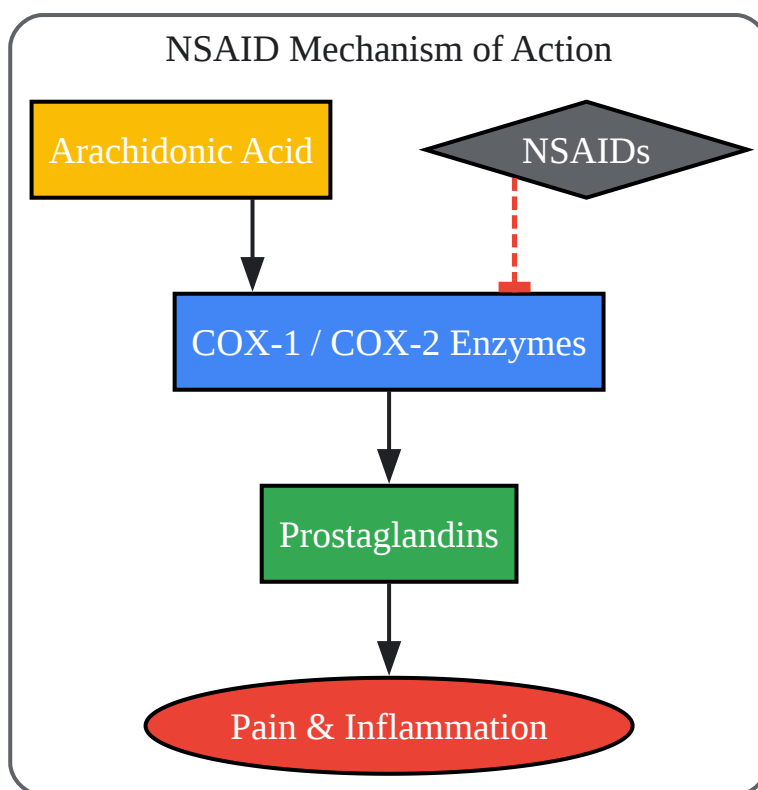 NSAID Mechanism of Action
Arachidonic Acid
NSAIDs
COX-1 / COX-2 Enzymes
Prostaglandins
Pain & Inflammation